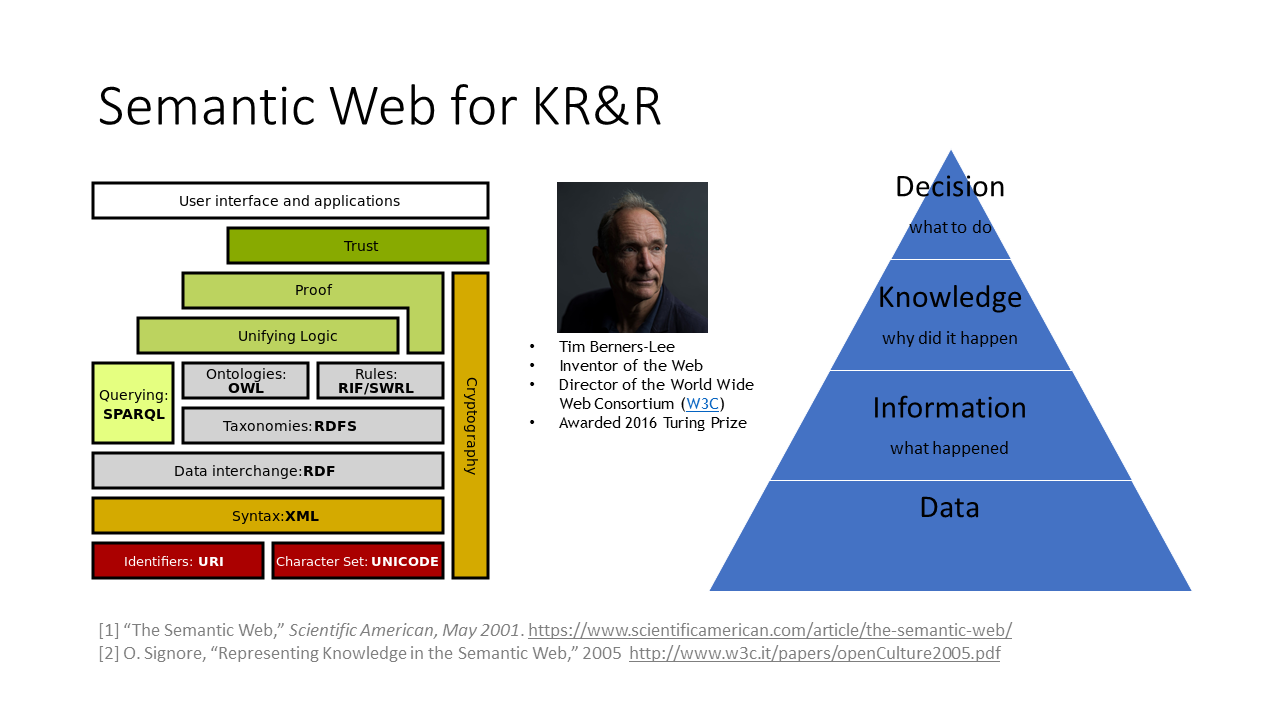 Semantic Web for KR&R
User interface and applications
Trust
Proof
Unifying Logic
Ontologies:
OWL
Rules:
RIF/SWRL
Querying:
SPARQL
Taxonomies:RDFS
Data interchange:RDF
Syntax:XML
Identifiers: URI
Character Set: UNICODE
Cryptography
• Tim Berners-Lee
• Inventor of the Web
• Director of the World Wide
Web Consortium (W3C)
• Awarded 2016 Turing Prize
Decision
what to do
Knowledge
why did it happen
Information
what happened
Data
[1] “The Semantic Web,” Scientific American, May 2001. https://www.scientificamerican.com/article/the-semantic-web/
[2] O. Signore, “Representing Knowledge in the Semantic Web,” 2005 http://www.w3c.it/papers/openCulture2005.pdf